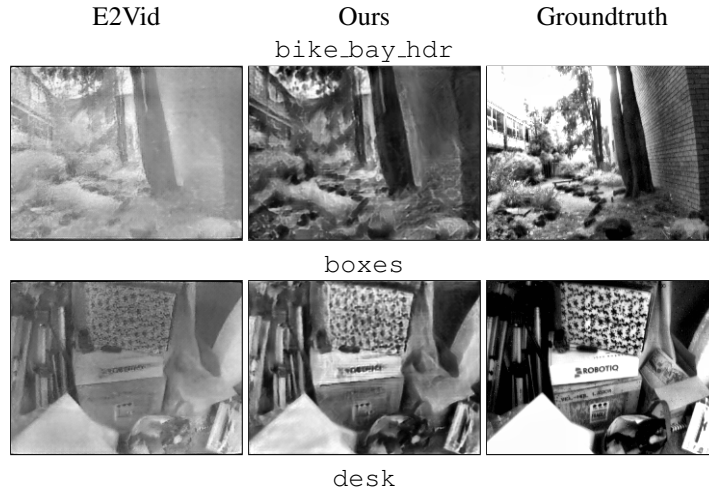 E2Vid Ours Groundtruth
bike_bay_hdr
boxes
ROBOTIQ
desk